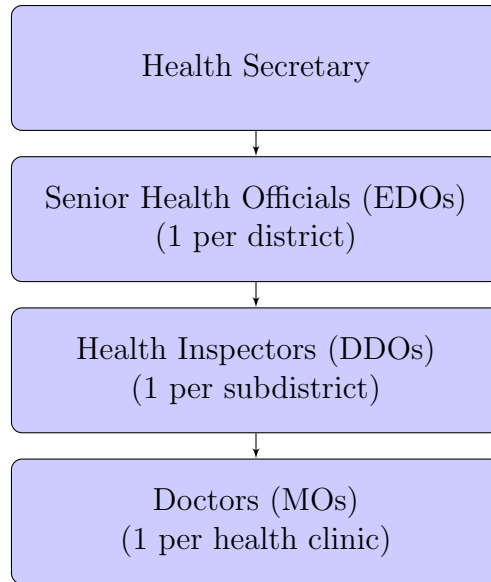 Health Secretary
Senior Health Officials (EDOs)
(1 per district)
Health Inspectors (DDOs)
(1 per subdistrict)
Doctors (MOs)
(1 per health clinic)